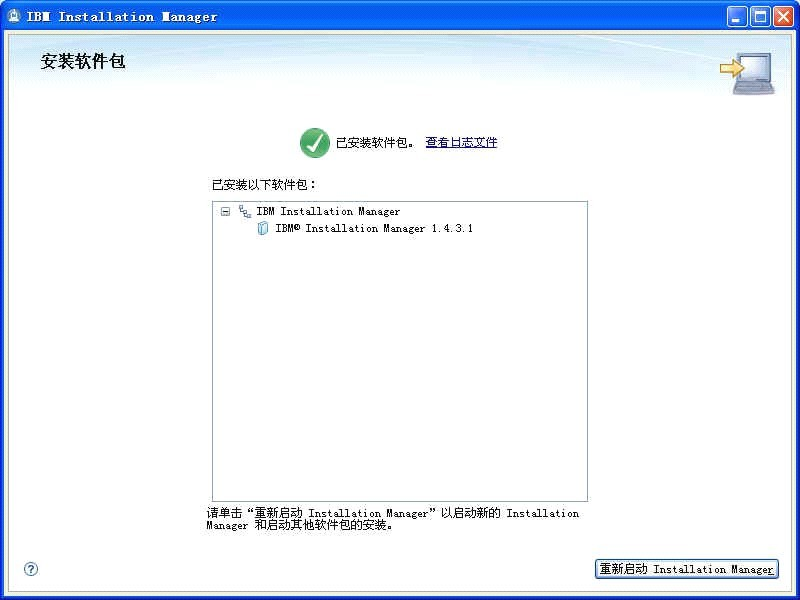 IBM Installation Manager
安装软件包
已安装软件包。 查看日志文件
已安装以下软件包：
IBM Installation Manager
IBM® Installation Manager 1.4.3.1
请单击“重新启动 Installation Manager”以启动新的 Installation
Manager 和启动其他软件包的安装。
?
重新启动 Installation Manager